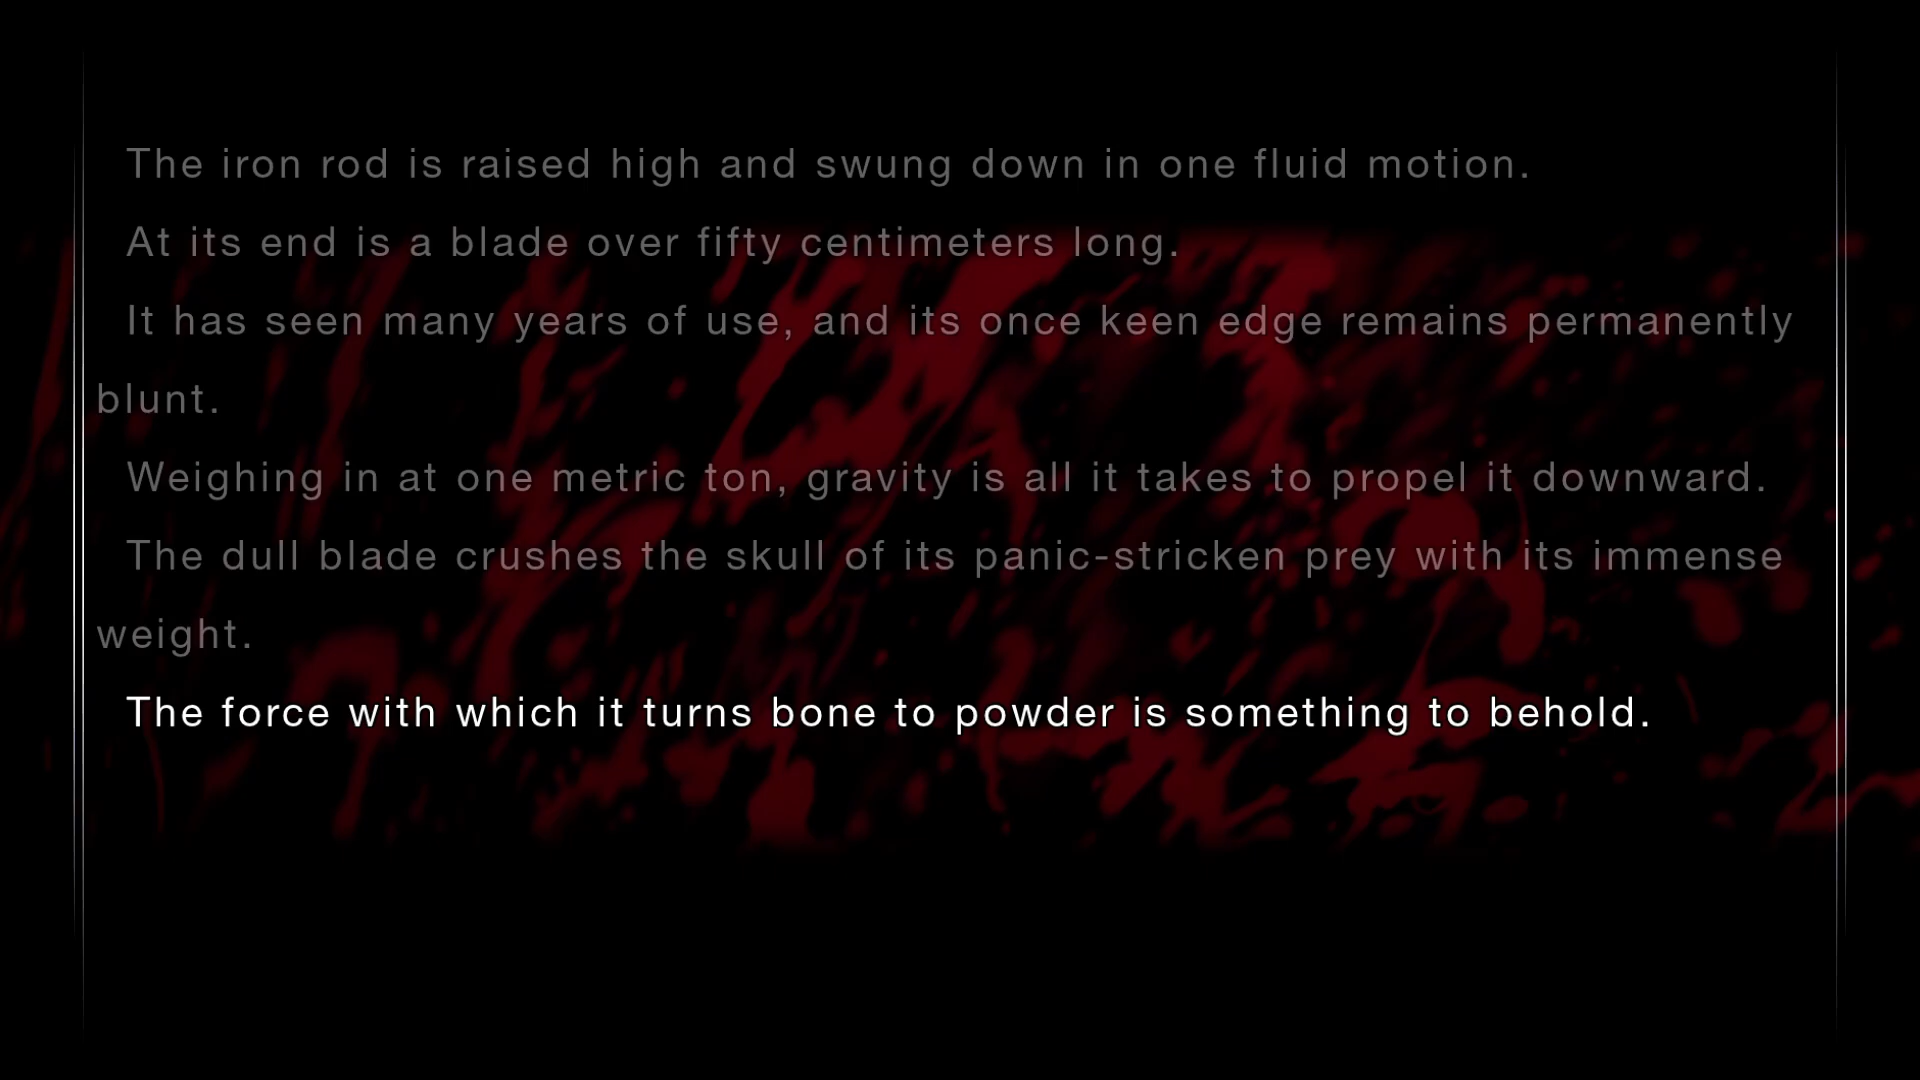 The iron rod is raised high and swung down in one fluid motion.
At its end is a blade over fifty centimeters long.
It has seen many years of use, and its once keen edge remains permanently
blunt.
Weighing in at one metric ton, gravity is all it takes to propel it downward.
The dull blade crushes the skull of its panic-stricken prey with its immense
weight.
The force with which it turns bone to powder is something to behold.